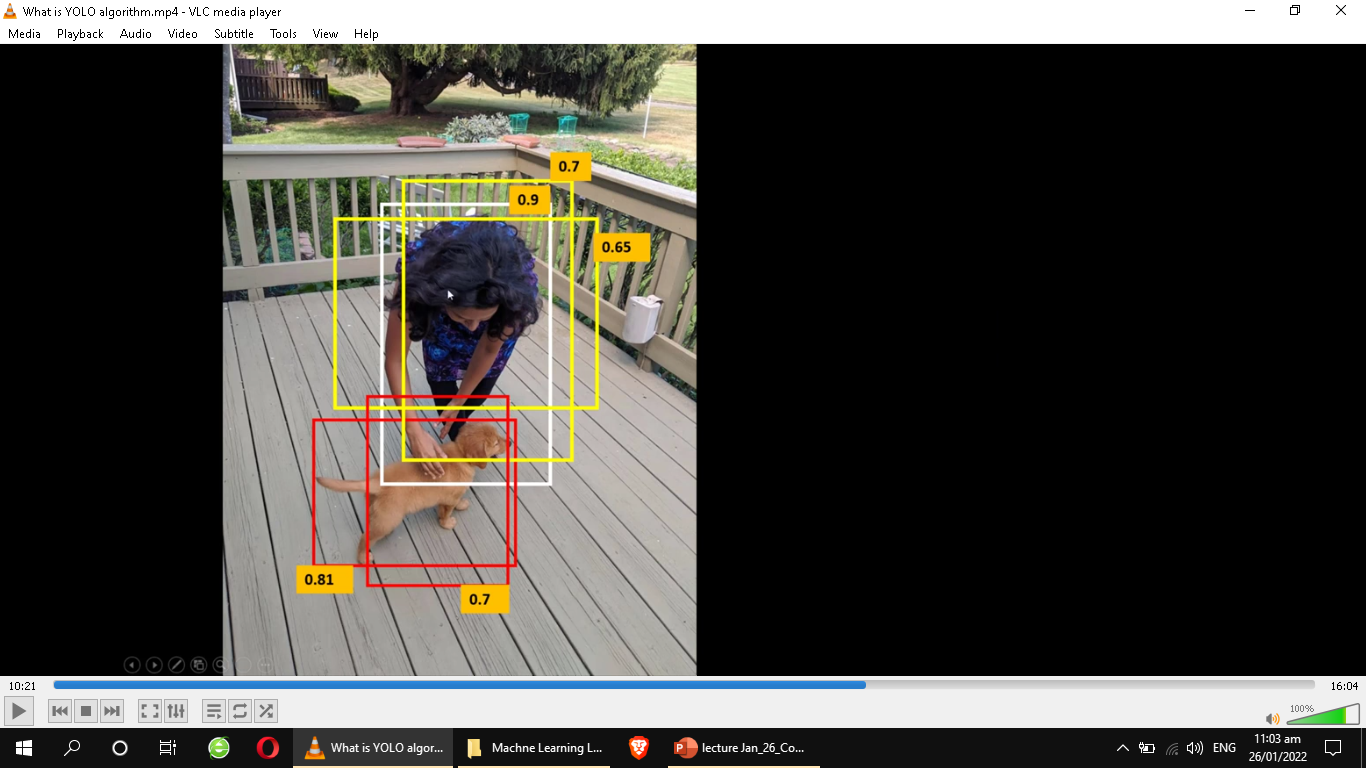 What is YOLO algorithm.mp4 - VLC media player
Media Playback Audio Video Subtitle Tools View Help
0.7
0.9
0.65
0.81
0.7
10:21
16:04
100%
What is YOLO algor...
Machne Learning L...
lecture Jan_26_Co...
ENG
11:03 am
26/01/2022